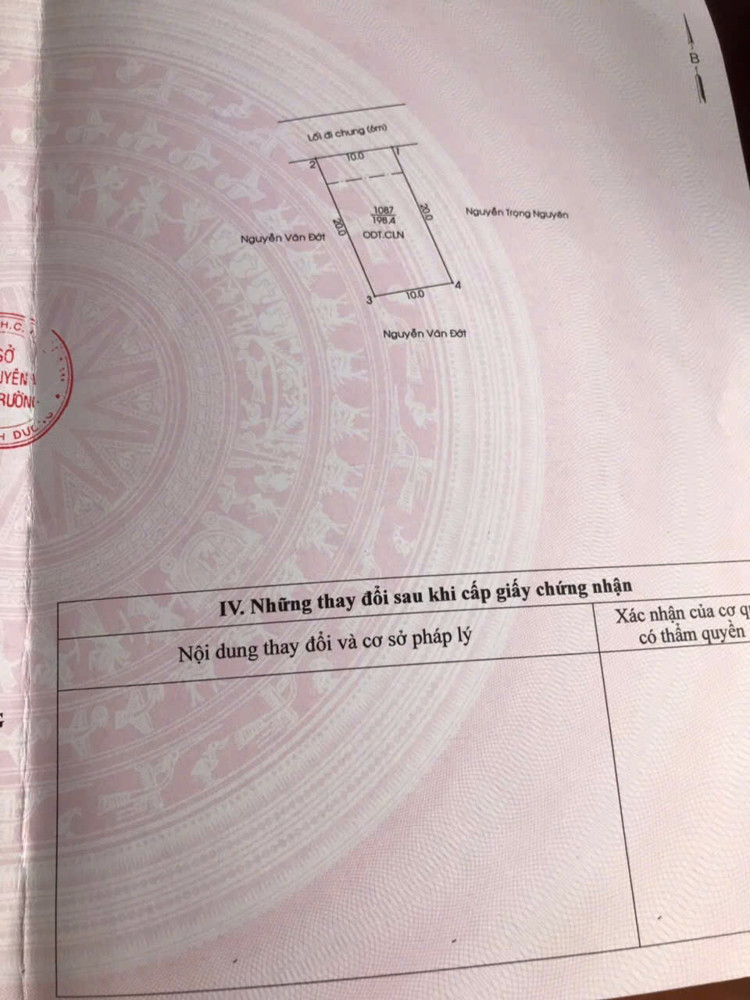 B
Lối đi chung (6m)
2
10.0
1
1087
198.4
ODT.CLN
20.0
20.0
Nguyễn Trọng Nguyên
Nguyễn Văn Đớt
3
10.0
4
Nguyễn Văn Đớt
H.C.
SỞ
UYÊN
RƯỜNG
H DƯƠNG
IV. Những thay đổi sau khi cấp giấy chứng nhận
Nội dung thay đổi và cơ sở pháp lý
Xác nhận của cơ q
có thẩm quyền